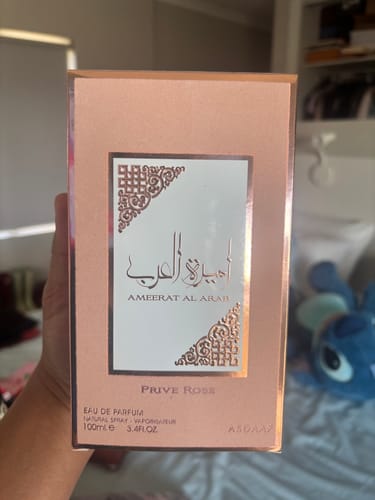 أميرة العرب
AMEERAT AL ARAB
PRIVE ROSE
EAU DE PARFUM
NATURAL SPRAY - VAPORISATEUR
100ml.e 3.4FL.OZ
ASDAAF